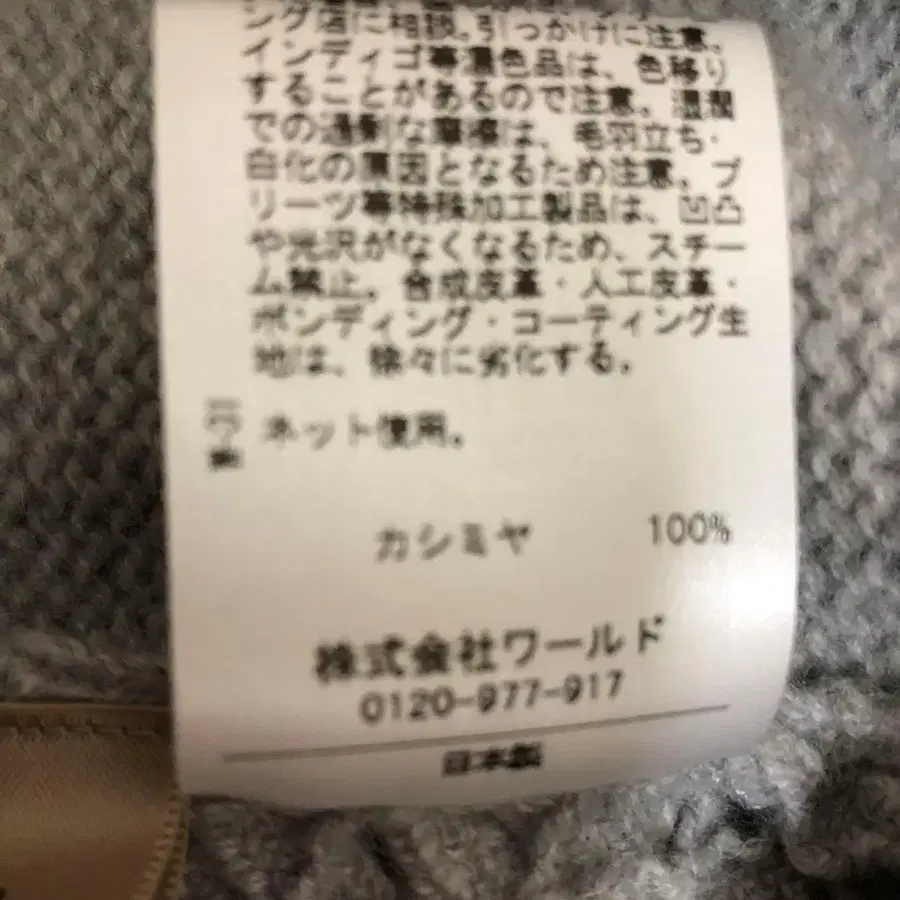 ング店に相談。引っかけに注意。
インディゴ等濃色品は、色移り
することがあるので注意。湿潤
での過剰な摩擦は、毛羽立ち・
白化の原因となるため注意。プ
リーツ等特殊加工製品は、凹凸
や光沢がなくなるため、スチー
ム禁止。合成皮革・人工皮革・
ボンディング・コーティング生
地は、徐々に劣化する。
ネット使用。
カシミヤ 100%
株式会社ワールド
0120-977-917
日本製